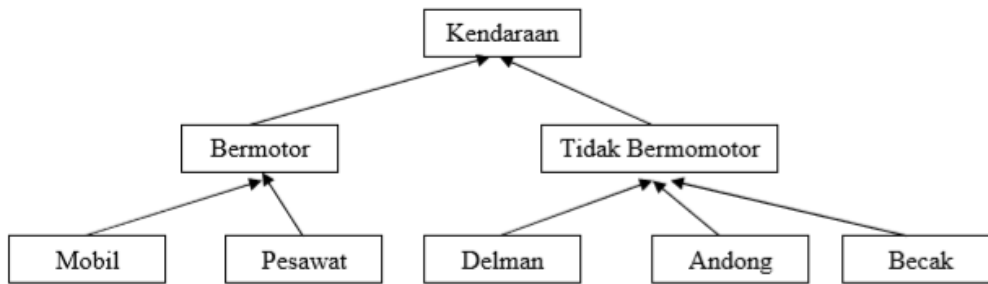 Kendaraan
Bermotor
Tidak Bermomotor
Mobil
Pesawat
Delman
Andong
Becak